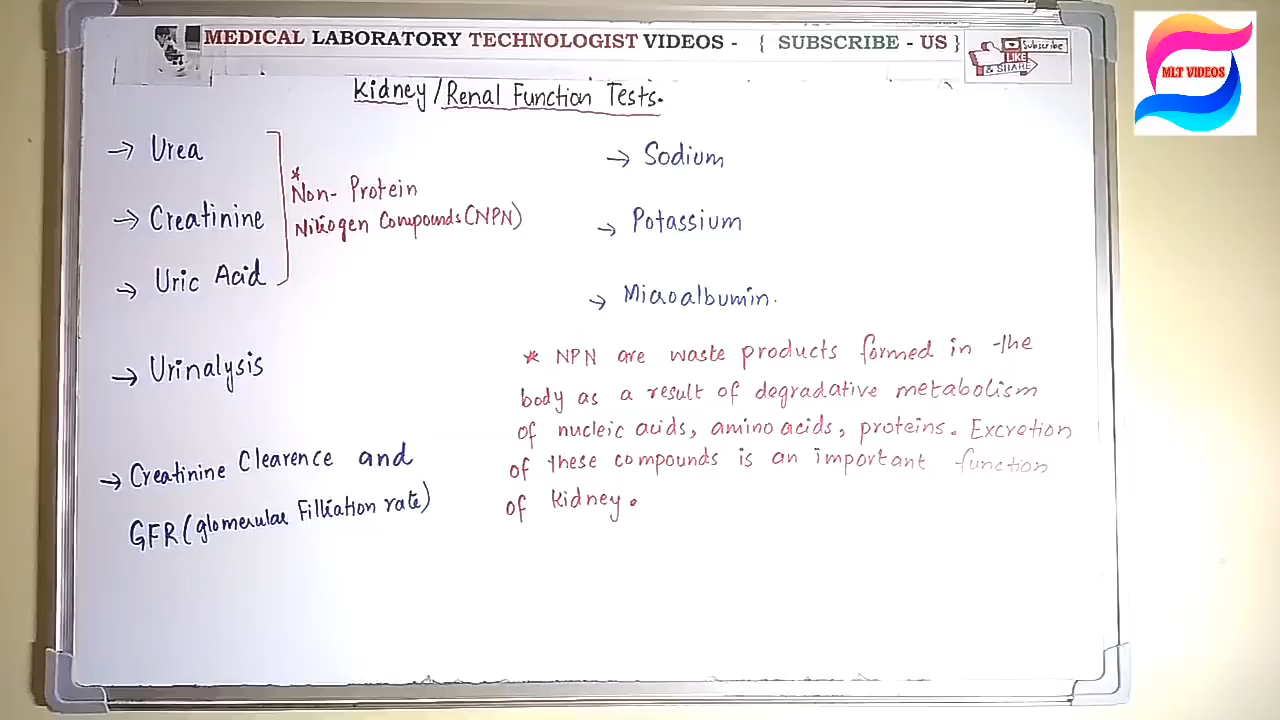 MEDICAL LABORATORY TECHNOLOGIST VIDEOS - { SUBSCRIBE - US }
Subscribe
LIKE
& SHARE
MLT VIDEOS
Kidney/Renal Function Tests.
→ Urea
→ Creatinine
→ Uric Acid
* Non-Protein
Nitrogen Compounds (NPN)
→ Urinalysis
→ Creatinine Clearence and
GFR (glomerular Filtration rate)
→ Sodium
→ Potassium
→ Microalbumin.
* NPN are waste products formed in the
body as a result of degradative metabolism
of nucleic acids, amino acids, proteins. Excretion
of these compounds is an important function
of kidney.